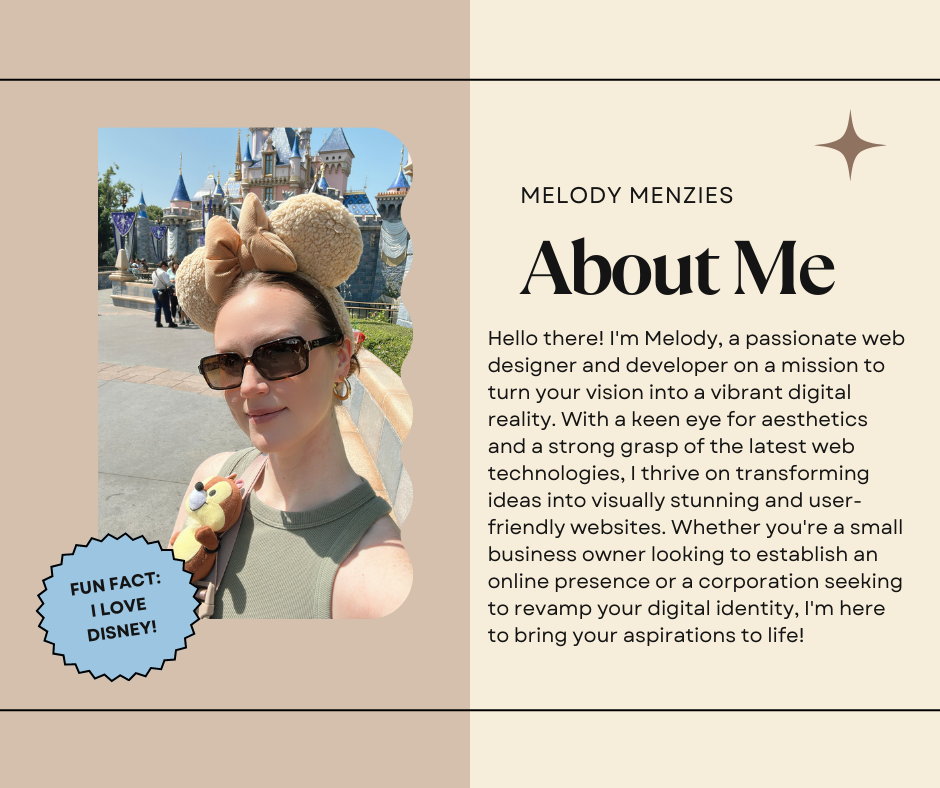 MELODY MENZIES
About Me
Hello there! I'm Melody, a passionate web
designer and developer on a mission to
turn your vision into a vibrant digital
reality. With a keen eye for aesthetics
and a strong grasp of the latest web
technologies, I thrive on transforming
ideas into visually stunning and user-
friendly websites. Whether you're a small
business owner looking to establish an
online presence or a corporation seeking
to revamp your digital identity, I'm here
to bring your aspirations to life!
FUN FACT:
I LOVE
DISNEY!